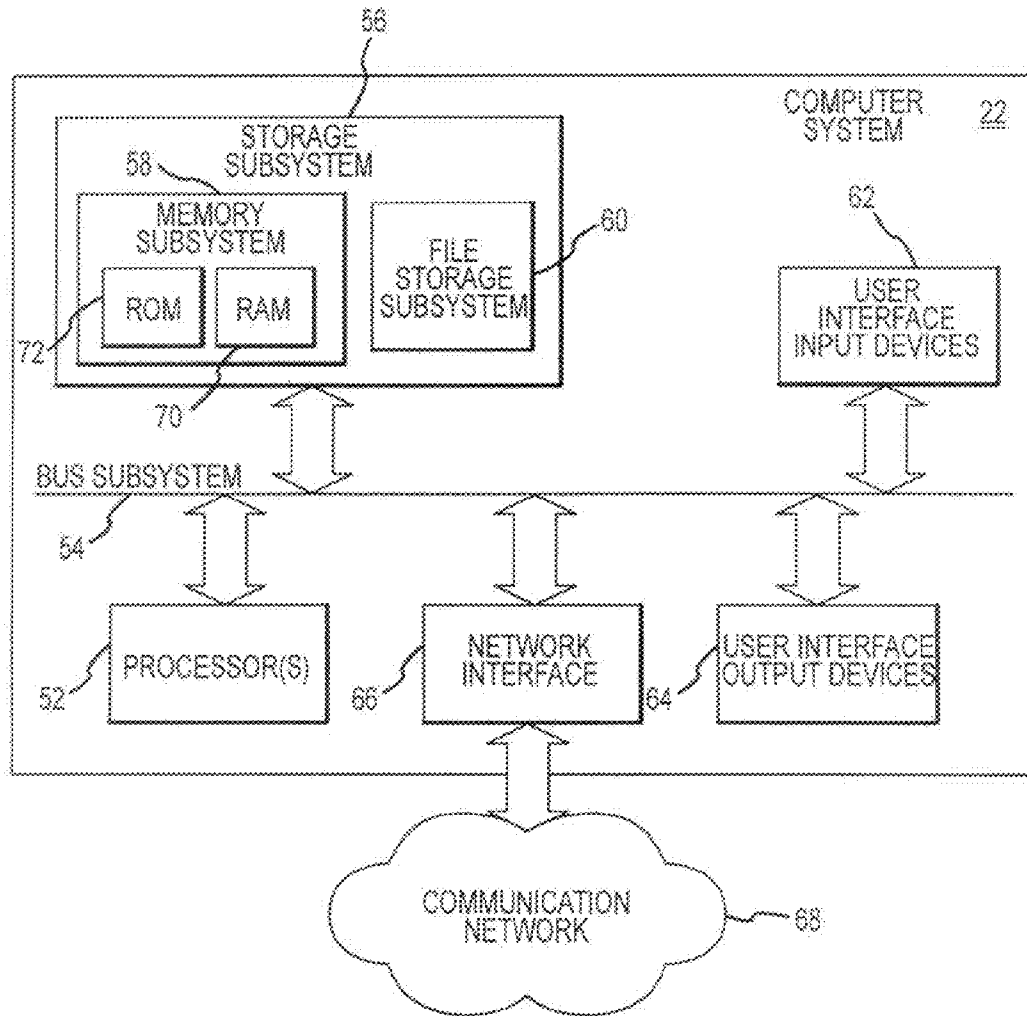 56
COMPUTER
SYSTEM
22
STORAGE
SUBSYSTEM
58
MEMORY
SUBSYSTEM
60
62
FILE
STORAGE
SUBSYSTEM
USER
INTERFACE
INPUT DEVICES
ROM
RAM
72
70
BUS SUBSYSTEM
54
PROCESSOR(S)
NETWORK
INTERFACE
USER INTERFACE
OUTPUT DEVICES
52
66
64
COMMUNICATION
NETWORK
68